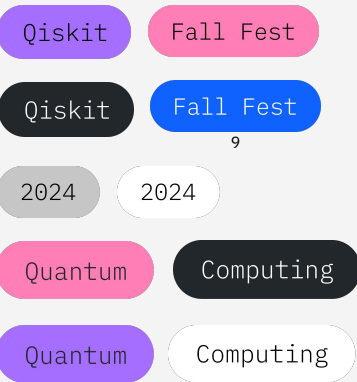 Qiskit Fall Fest
Qiskit Fall Fest
9
2024 2024
Quantum Computing
Quantum Computing